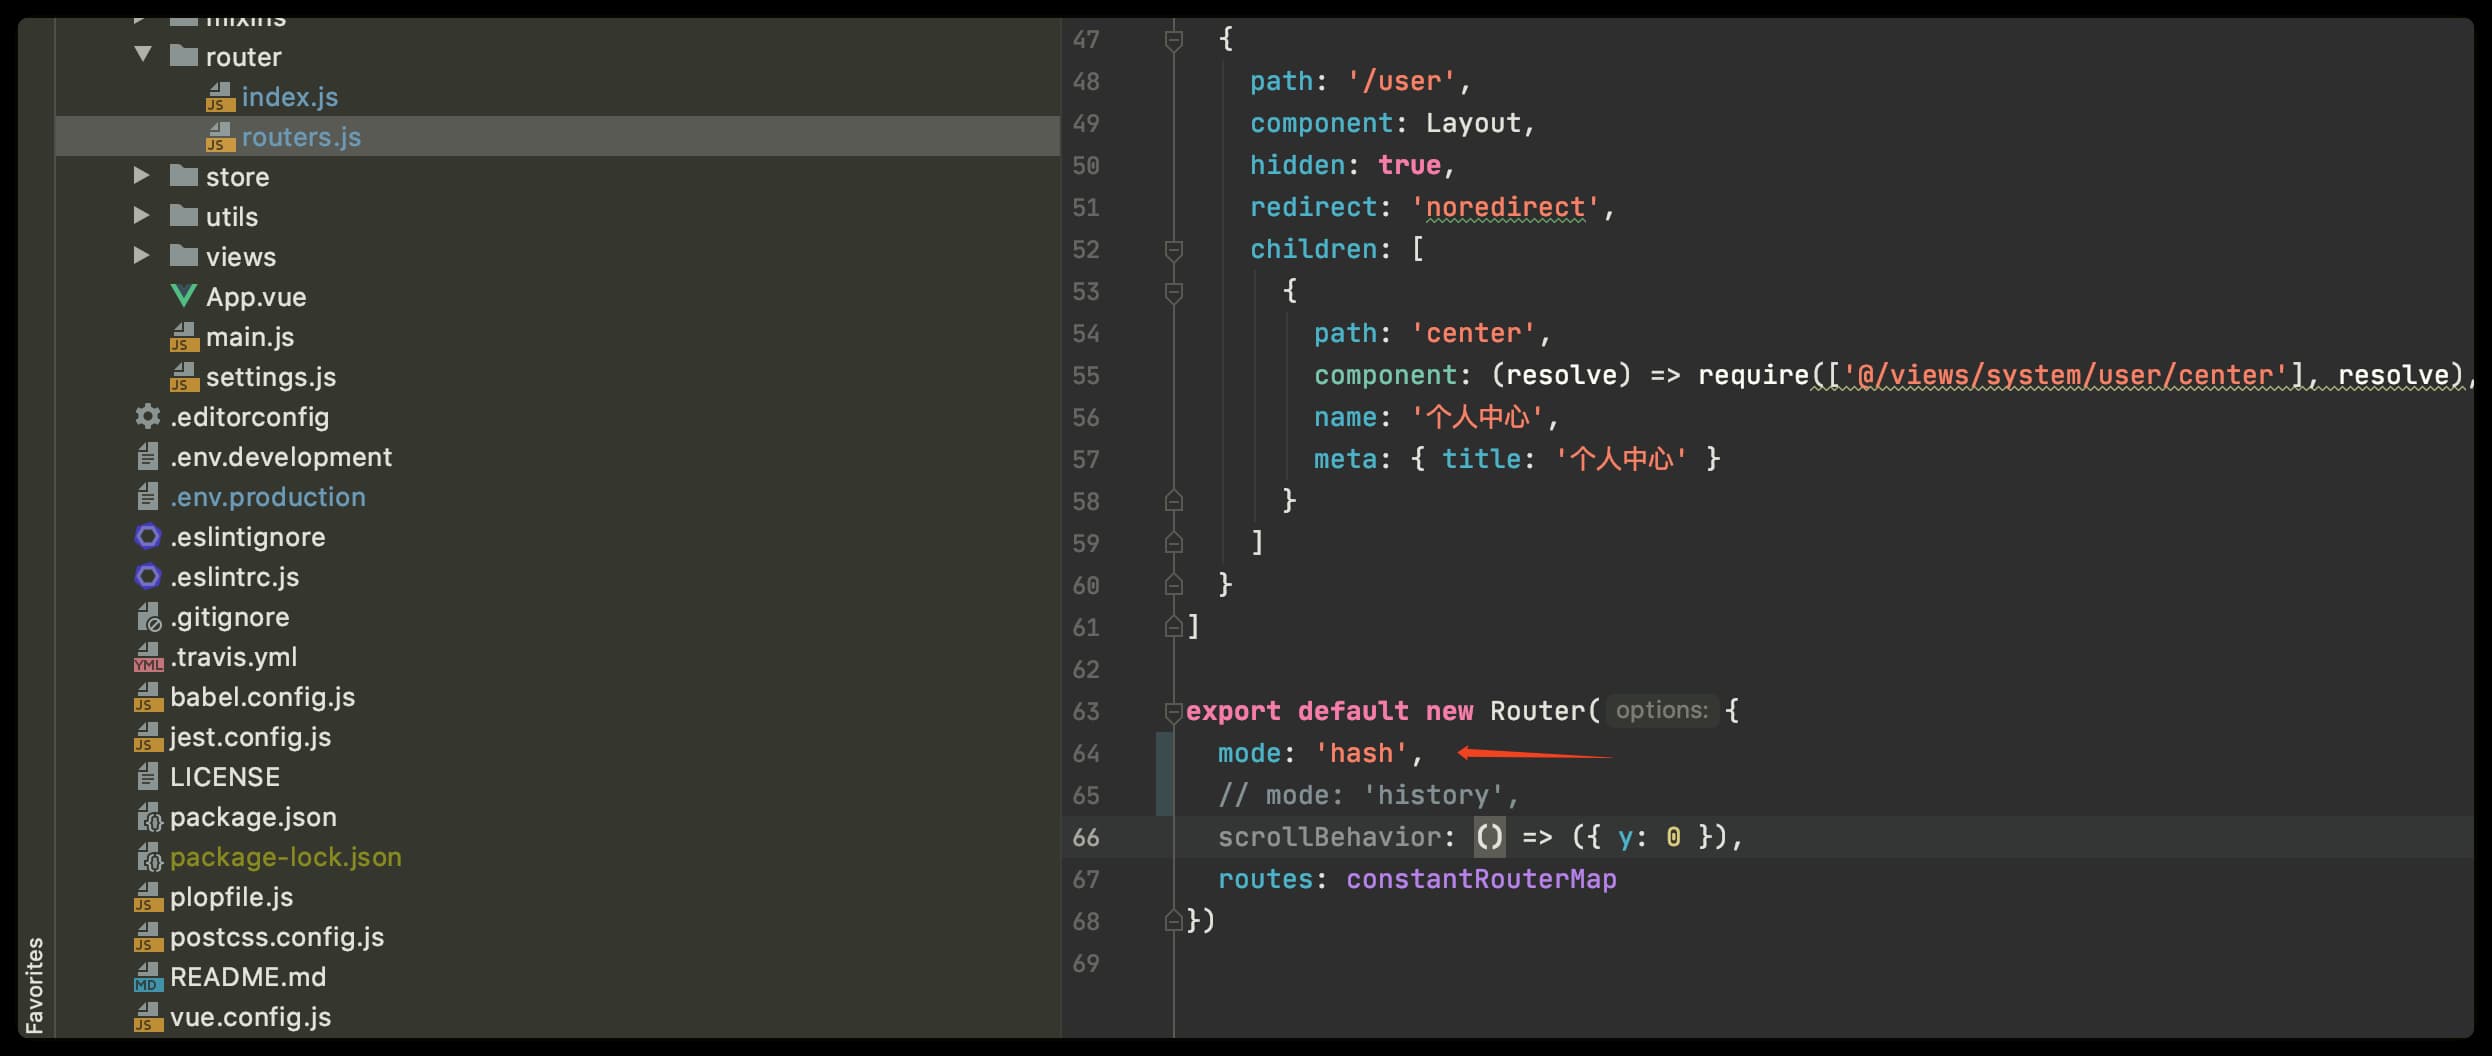 mixins
router
index.js
routers.js
store
utils
views
App.vue
main.js
settings.js
.editorconfig
.env.development
.env.production
.eslintignore
.eslintrc.js
.gitignore
.travis.yml
babel.config.js
jest.config.js
LICENSE
package.json
package-lock.json
plopfile.js
postcss.config.js
README.md
vue.config.js
Favorites
47 {
48 path: '/user',
49 component: Layout,
50 hidden: true,
51 redirect: 'noredirect',
52 children: [
53 {
54 path: 'center',
55 component: (resolve) => require(['@/views/system/user/center'], resolve),
56 name: '个人中心',
57 meta: { title: '个人中心' }
58 }
59 ]
60 }
61 ]
62
63 export default new Router( options: {
64 mode: 'hash',
65 // mode: 'history',
66 scrollBehavior: () => ({ y: 0 }),
67 routes: constantRouterMap
68 })
69